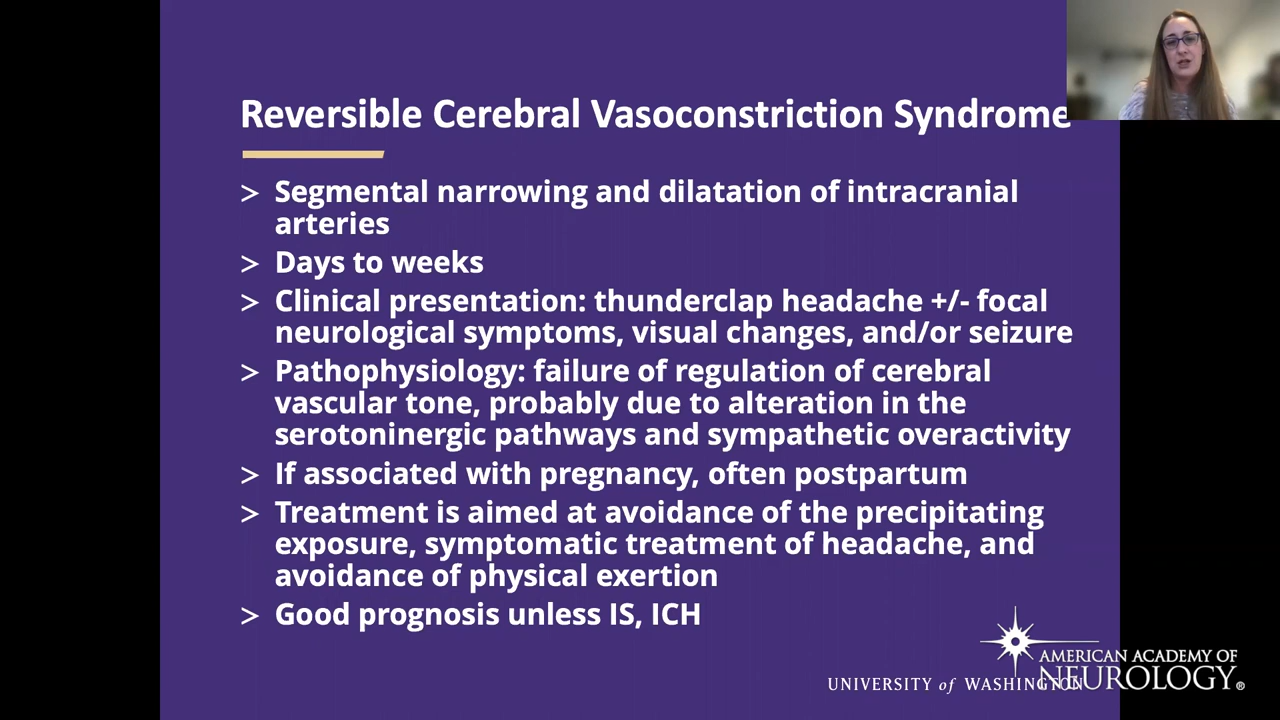 Reversible Cerebral Vasoconstriction Syndrome
> Segmental narrowing and dilatation of intracranial
arteries
> Days to weeks
> Clinical presentation: thunderclap headache +/- focal
neurological symptoms, visual changes, and/or seizure
> Pathophysiology: failure of regulation of cerebral
vascular tone, probably due to alteration in the
serotoninergic pathways and sympathetic overactivity
> If associated with pregnancy, often postpartum
> Treatment is aimed at avoidance of the precipitating
exposure, symptomatic treatment of headache, and
avoidance of physical exertion
> Good prognosis unless IS, ICH
AMERICAN ACADEMY OF
NEUROLOGY®
UNIVERSITY of WASHINGTON